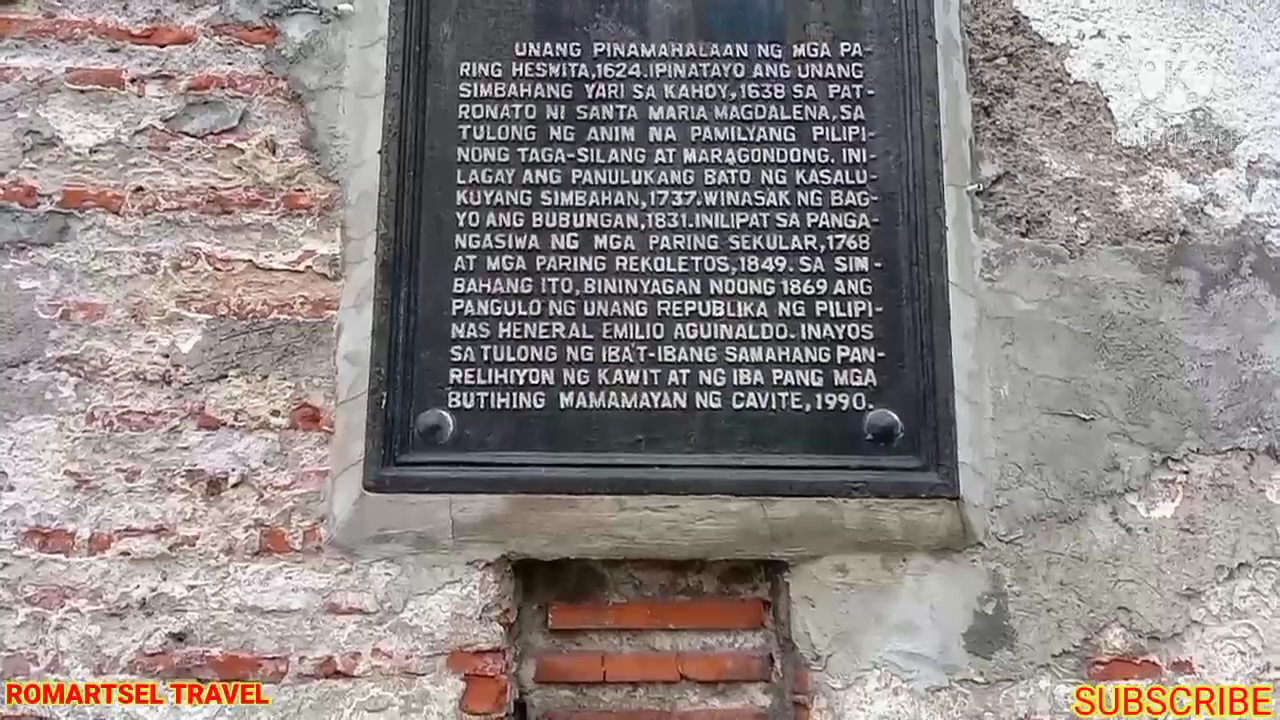 UNANG PINAMAHALAAN NG MGA PA-
RING HESWITA,1624.IPINATAYO ANG UNANG
SIMBAHANG YARI SA KAHOY,1638 SA PAT-
RONATO NI SANTA MARIA MAGDALENA,SA
TULONG NG ANIM NA PAMILYANG PILIPI-
NONG TAGA-SILANG AT MARAGONDONG. INI-
LAGAY ANG PANULUKANG BATO NG KASALU-
KUYANG SIMBAHAN,1737.WINASAK NG BAG-
YO ANG BUBUNGAN,1831.INILIPAT SA PANGA-
NGASIWA NG MGA PARING SEKULAR,1768
AT MGA PARING REKOLETOS,1849. SA SIM-
BAHANG ITO, BININYAGAN NOONG 1869 ANG
PANGULO NG UNANG REPUBLIKA NG PILIPI-
NAS HENERAL EMILIO AGUINALDO. INAYOS
SA TULONG NG IBA'T-IBANG SAMAHANG PAN-
RELIHIYON NG KAWIT AT NG IBA PANG MGA
BUTIHING MAMAMAYAN NG CAVITE,1990.
ROMARTSEL TRAVEL
SUBSCRIBE